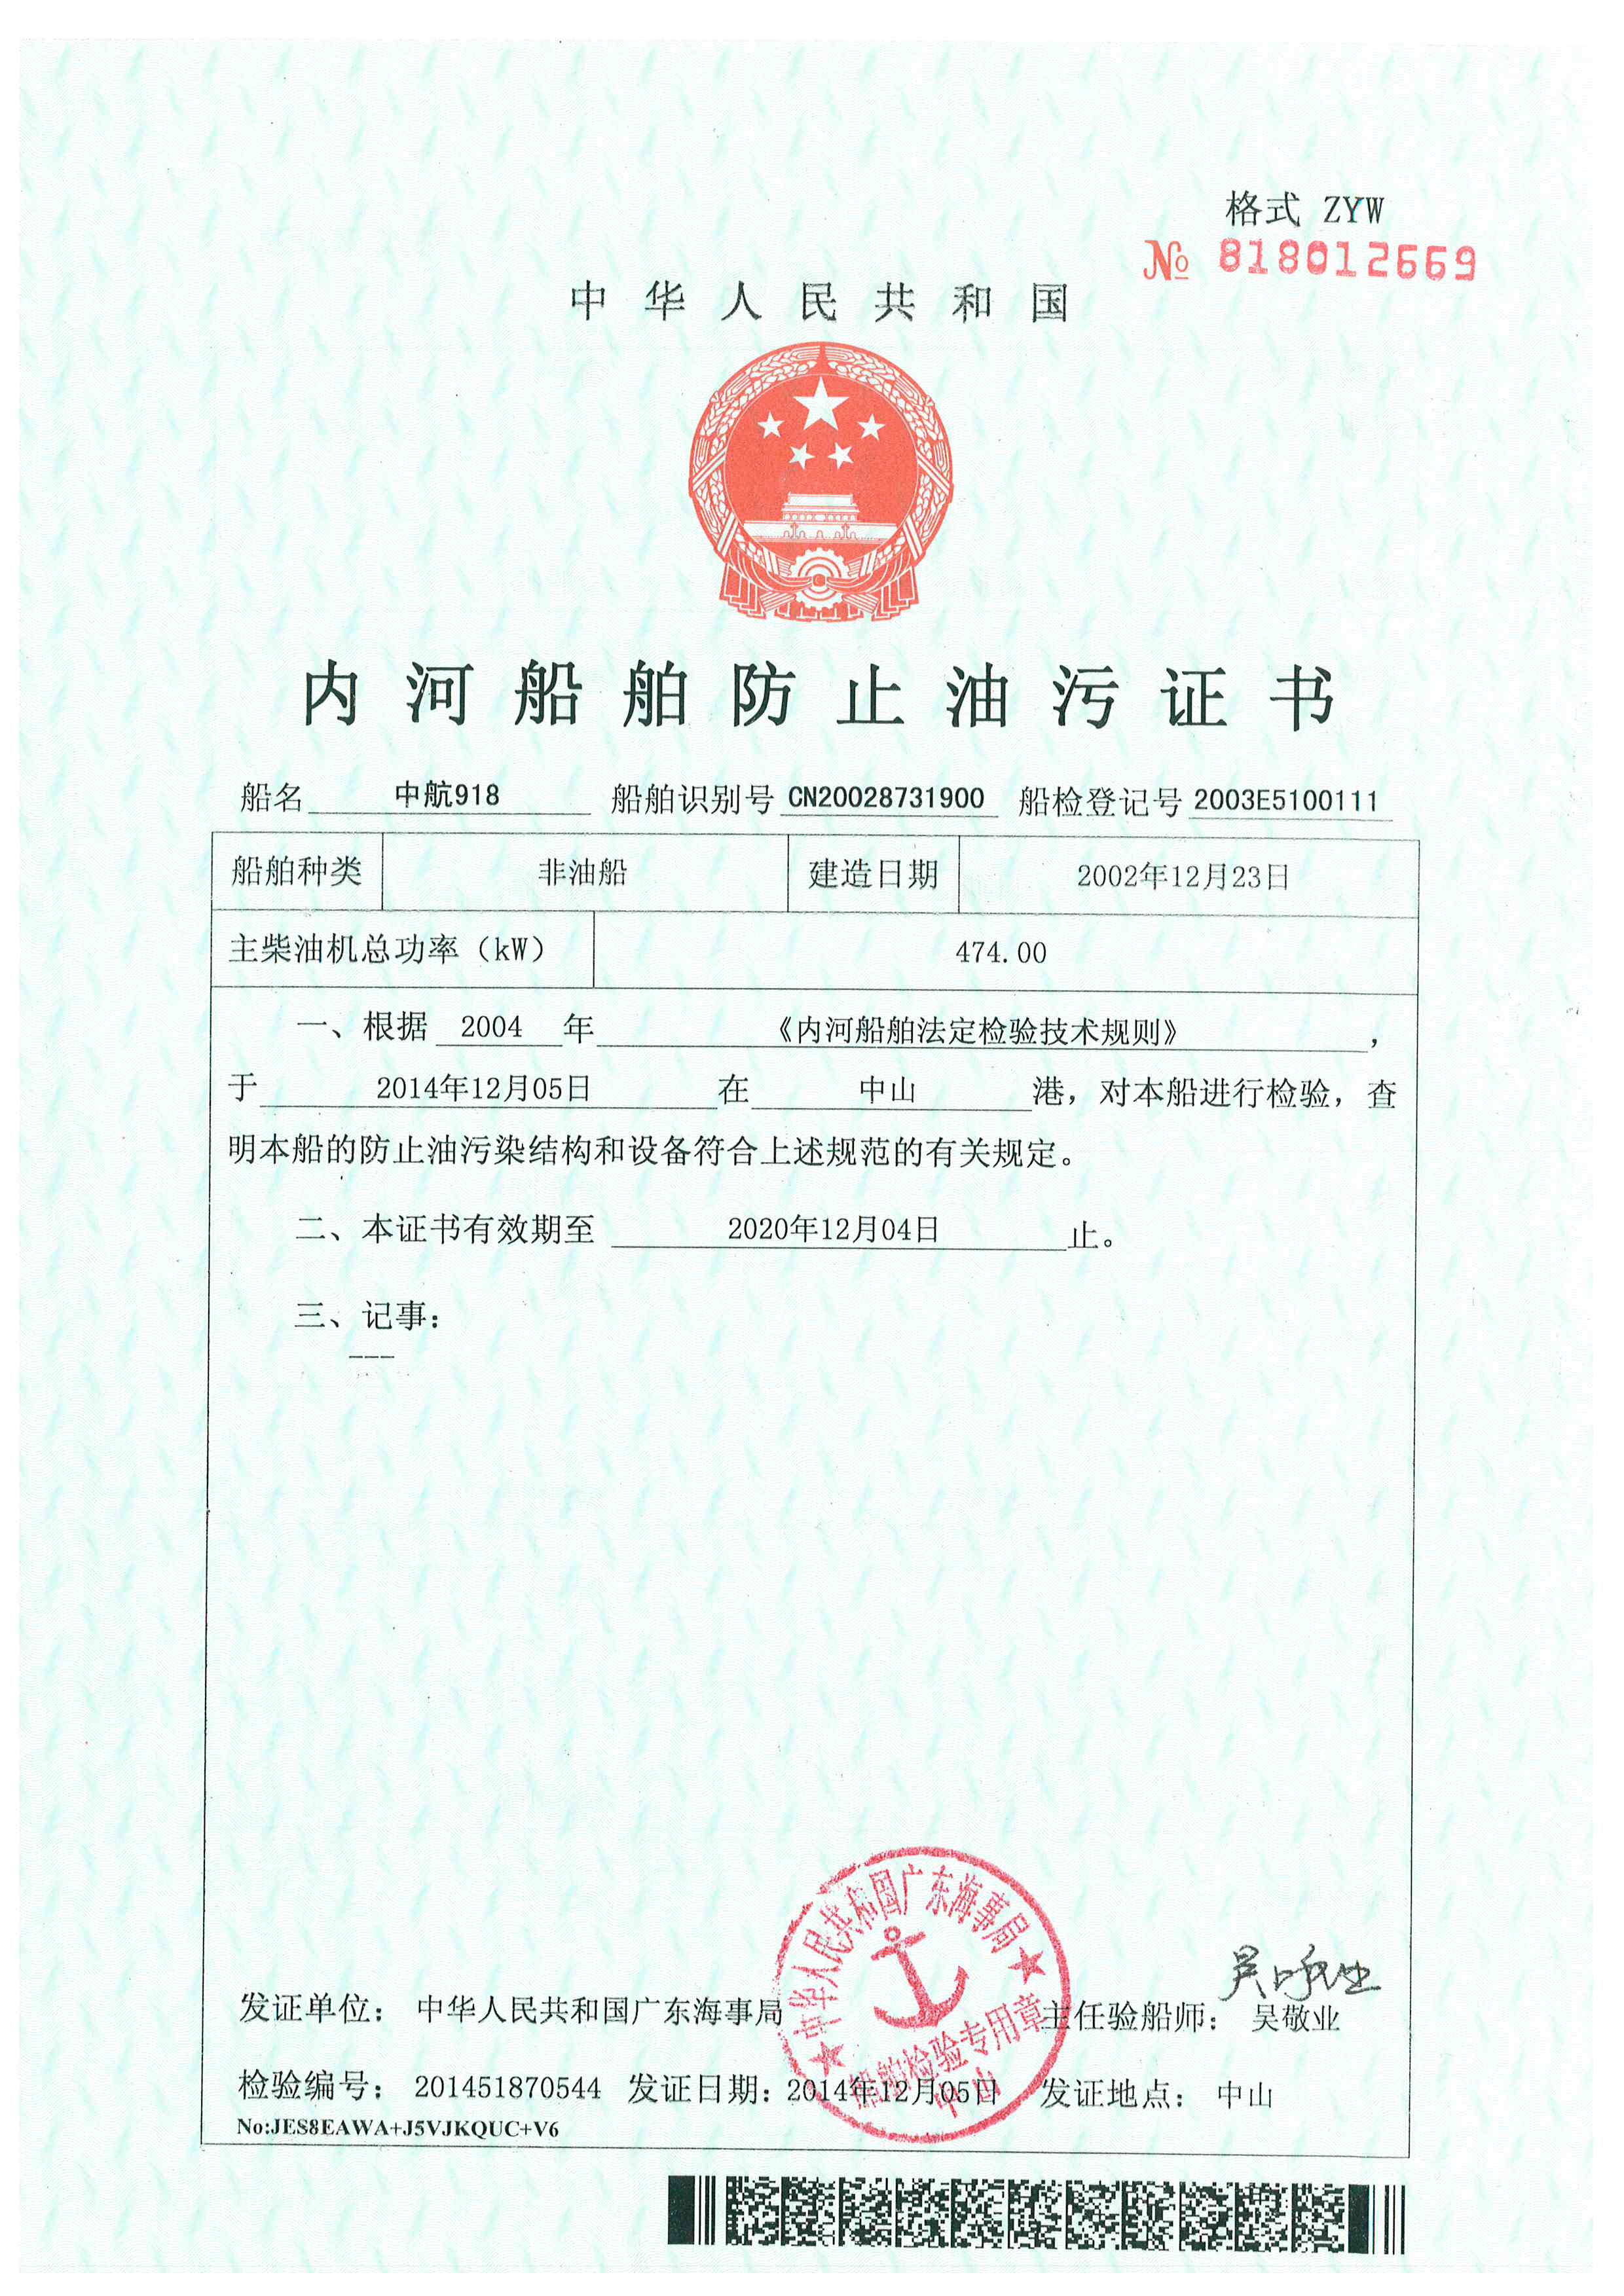 格式 ZYW
№ 818012669
中华人民共和国
内河船舶防止油污证书
船名 中航918 船舶识别号 CN20028731900 船检登记号 2003E5100111
船舶种类 非油船 建造日期 2002年12月23日
主柴油机总功率（kW） 474.00
一、根据 2004 年 《内河船舶法定检验技术规则》，
于 2014年12月05日 在 中山 港，对本船进行检验，查
明本船的防止油污染结构和设备符合上述规范的有关规定。
二、本证书有效期至 2020年12月04日 止。
三、记事：
---
中华人民共和国广东海事局
船舶检验专用章
中山
吴敬业
发证单位： 中华人民共和国广东海事局 主任验船师： 吴敬业
检验编号： 201451870544 发证日期：2014年12月05日 发证地点： 中山
No:JES8EAWA+J5VJKQUC+V6